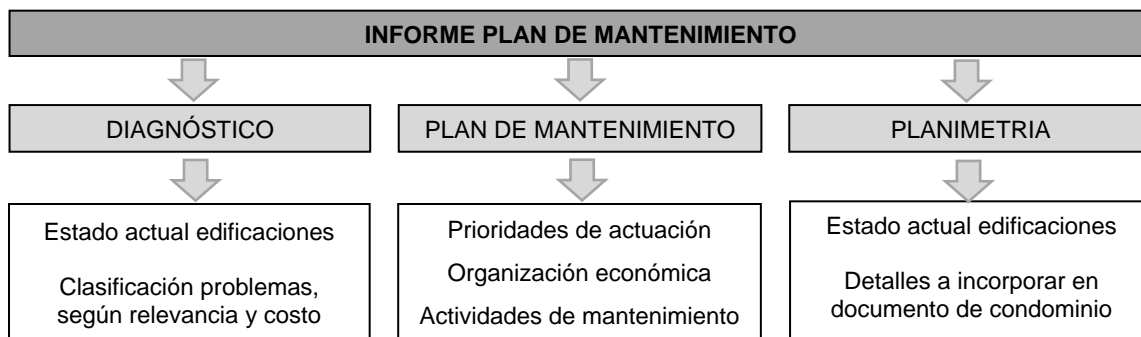 INFORME PLAN DE MANTENIMIENTO
DIAGNÓSTICO
PLAN DE MANTENIMIENTO
PLANIMETRIA
Estado actual edificaciones
Clasificación problemas,
según relevancia y costo
Prioridades de actuación
Organización económica
Actividades de mantenimiento
Estado actual edificaciones
Detalles a incorporar en
documento de condominio